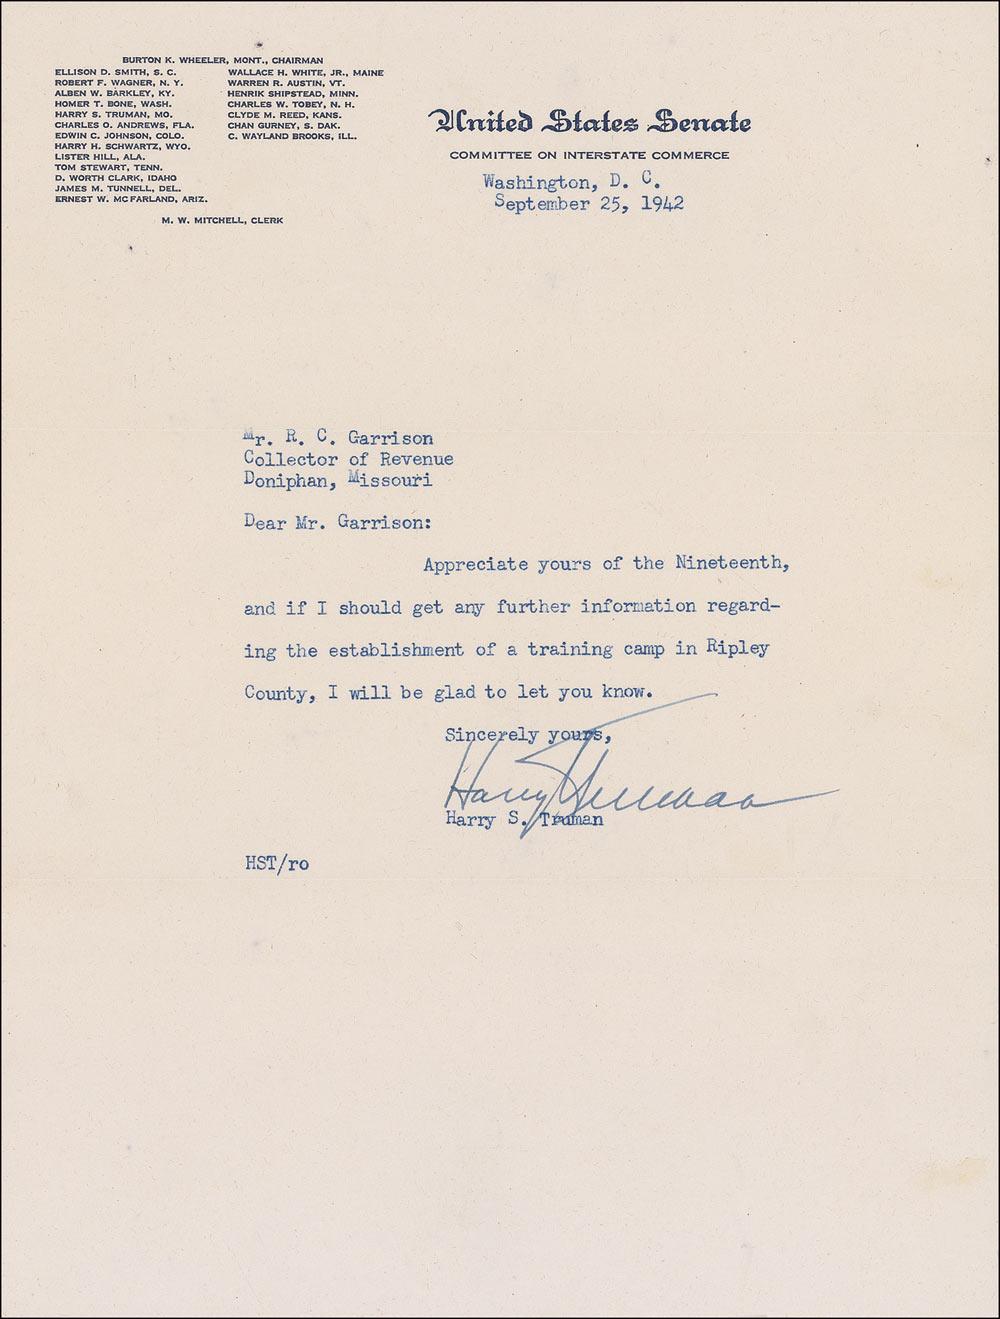 BURTON K. WHEELER, MONT., CHAIRMAN
ELLISON D. SMITH, S. C.
ROBERT F. WAGNER, N. Y.
ALBEN W. BARKLEY, KY.
HOMER T. BONE, WASH.
HARRY S. TRUMAN, MO.
CHARLES O. ANDREWS, FLA.
EDWIN C. JOHNSON, COLO.
HARRY H. SCHWARTZ, WYO.
LISTER HILL, ALA.
TOM STEWART, TENN.
D. WORTH CLARK, IDAHO
JAMES M. TUNNELL, DEL.
ERNEST W. MC FARLAND, ARIZ.
WALLACE H. WHITE, JR., MAINE
WARREN R. AUSTIN, VT.
HENRIK SHIPSTEAD, MINN.
CHARLES W. TOBEY, N. H.
CLYDE M. REED, KANS.
CHAN GURNEY, S. DAK.
C. WAYLAND BROOKS, ILL.
M. W. MITCHELL, CLERK
United States Senate
COMMITTEE ON INTERSTATE COMMERCE
Washington, D. C.
September 25, 1942
Mr. R. C. Garrison
Collector of Revenue
Doniphan, Missouri
Dear Mr. Garrison:
Appreciate yours of the Nineteenth,
and if I should get any further information regard-
ing the establishment of a training camp in Ripley
County, I will be glad to let you know.
Sincerely yours,
Harry S. Truman
Harry S. Truman
HST/ro